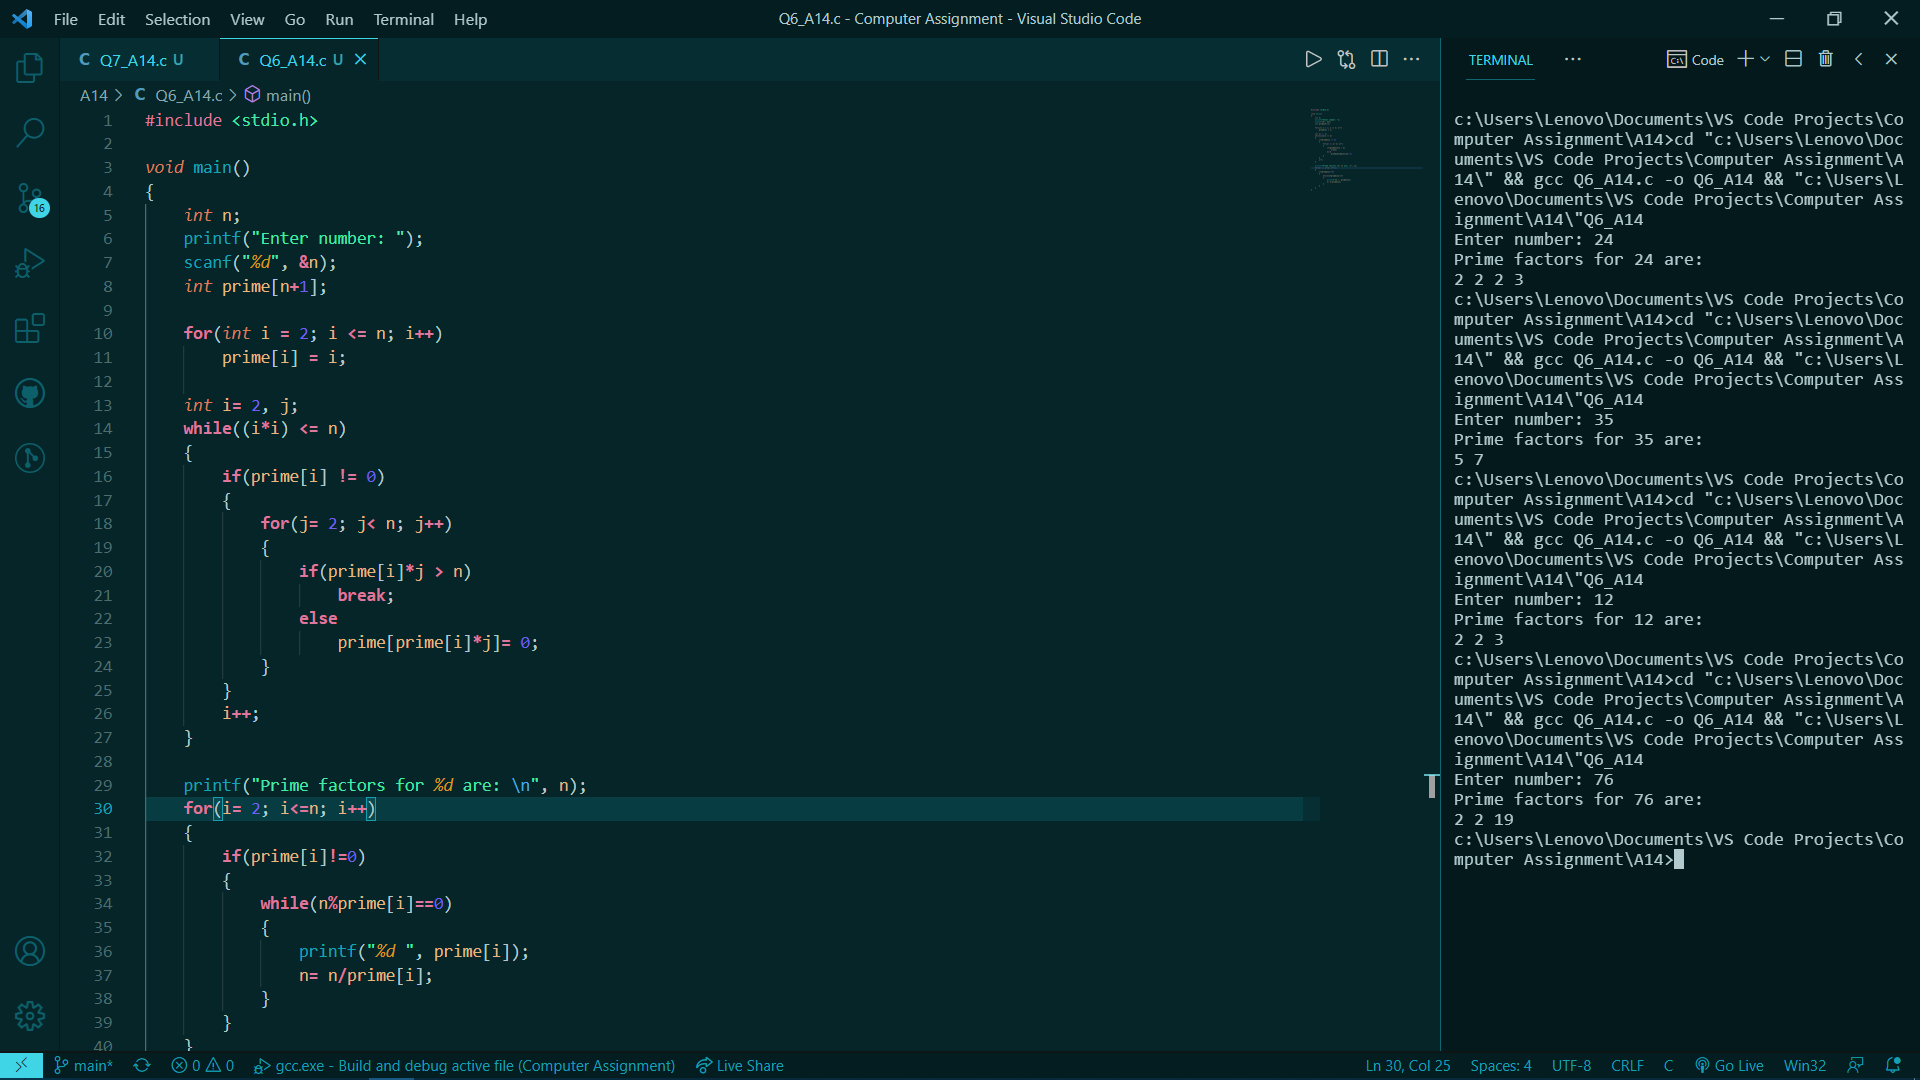 File Edit Selection View Go Run Terminal Help
Q6_A14.c - Computer Assignment - Visual Studio Code
C Q7_A14.c U
C Q6_A14.c U
A14 > C Q6_A14.c > main()
1 #include <stdio.h>
2
3 void main()
4 {
5 int n;
6 printf("Enter number: ");
7 scanf("%d", &n);
8 int prime[n+1];
9
10 for(int i = 2; i <= n; i++)
11 prime[i] = i;
12
13 int i= 2, j;
14 while((i*i) <= n)
15 {
16 if(prime[i] != 0)
17 {
18 for(j= 2; j< n; j++)
19 {
20 if(prime[i]*j > n)
21 break;
22 else
23 prime[prime[i]*j]= 0;
24 }
25 }
26 i++;
27 }
28
29 printf("Prime factors for %d are: \n", n);
30 for(i= 2; i<=n; i++)
31 {
32 if(prime[i]!=0)
33 {
34 while(n%prime[i]==0)
35 {
36 printf("%d ", prime[i]);
37 n= n/prime[i];
38 }
39 }
40 }
16
TERMINAL
Code
c:\Users\Lenovo\Documents\VS Code Projects\Co
mputer Assignment\A14>cd "c:\Users\Lenovo\Doc
uments\VS Code Projects\Computer Assignment\A
14\" && gcc Q6_A14.c -o Q6_A14 && "c:\Users\L
enovo\Documents\VS Code Projects\Computer Ass
ignment\A14\"Q6_A14
Enter number: 24
Prime factors for 24 are:
2 2 2 3
c:\Users\Lenovo\Documents\VS Code Projects\Co
mputer Assignment\A14>cd "c:\Users\Lenovo\Doc
uments\VS Code Projects\Computer Assignment\A
14\" && gcc Q6_A14.c -o Q6_A14 && "c:\Users\L
enovo\Documents\VS Code Projects\Computer Ass
ignment\A14\"Q6_A14
Enter number: 35
Prime factors for 35 are:
5 7
c:\Users\Lenovo\Documents\VS Code Projects\Co
mputer Assignment\A14>cd "c:\Users\Lenovo\Doc
uments\VS Code Projects\Computer Assignment\A
14\" && gcc Q6_A14.c -o Q6_A14 && "c:\Users\L
enovo\Documents\VS Code Projects\Computer Ass
ignment\A14\"Q6_A14
Enter number: 12
Prime factors for 12 are:
2 2 3
c:\Users\Lenovo\Documents\VS Code Projects\Co
mputer Assignment\A14>cd "c:\Users\Lenovo\Doc
uments\VS Code Projects\Computer Assignment\A
14\" && gcc Q6_A14.c -o Q6_A14 && "c:\Users\L
enovo\Documents\VS Code Projects\Computer Ass
ignment\A14\"Q6_A14
Enter number: 76
Prime factors for 76 are:
2 2 19
c:\Users\Lenovo\Documents\VS Code Projects\Co
mputer Assignment\A14>
main* 0 0 gcc.exe - Build and debug active file (Computer Assignment) Live Share
Ln 30, Col 25 Spaces: 4 UTF-8 CRLF C Go Live Win32